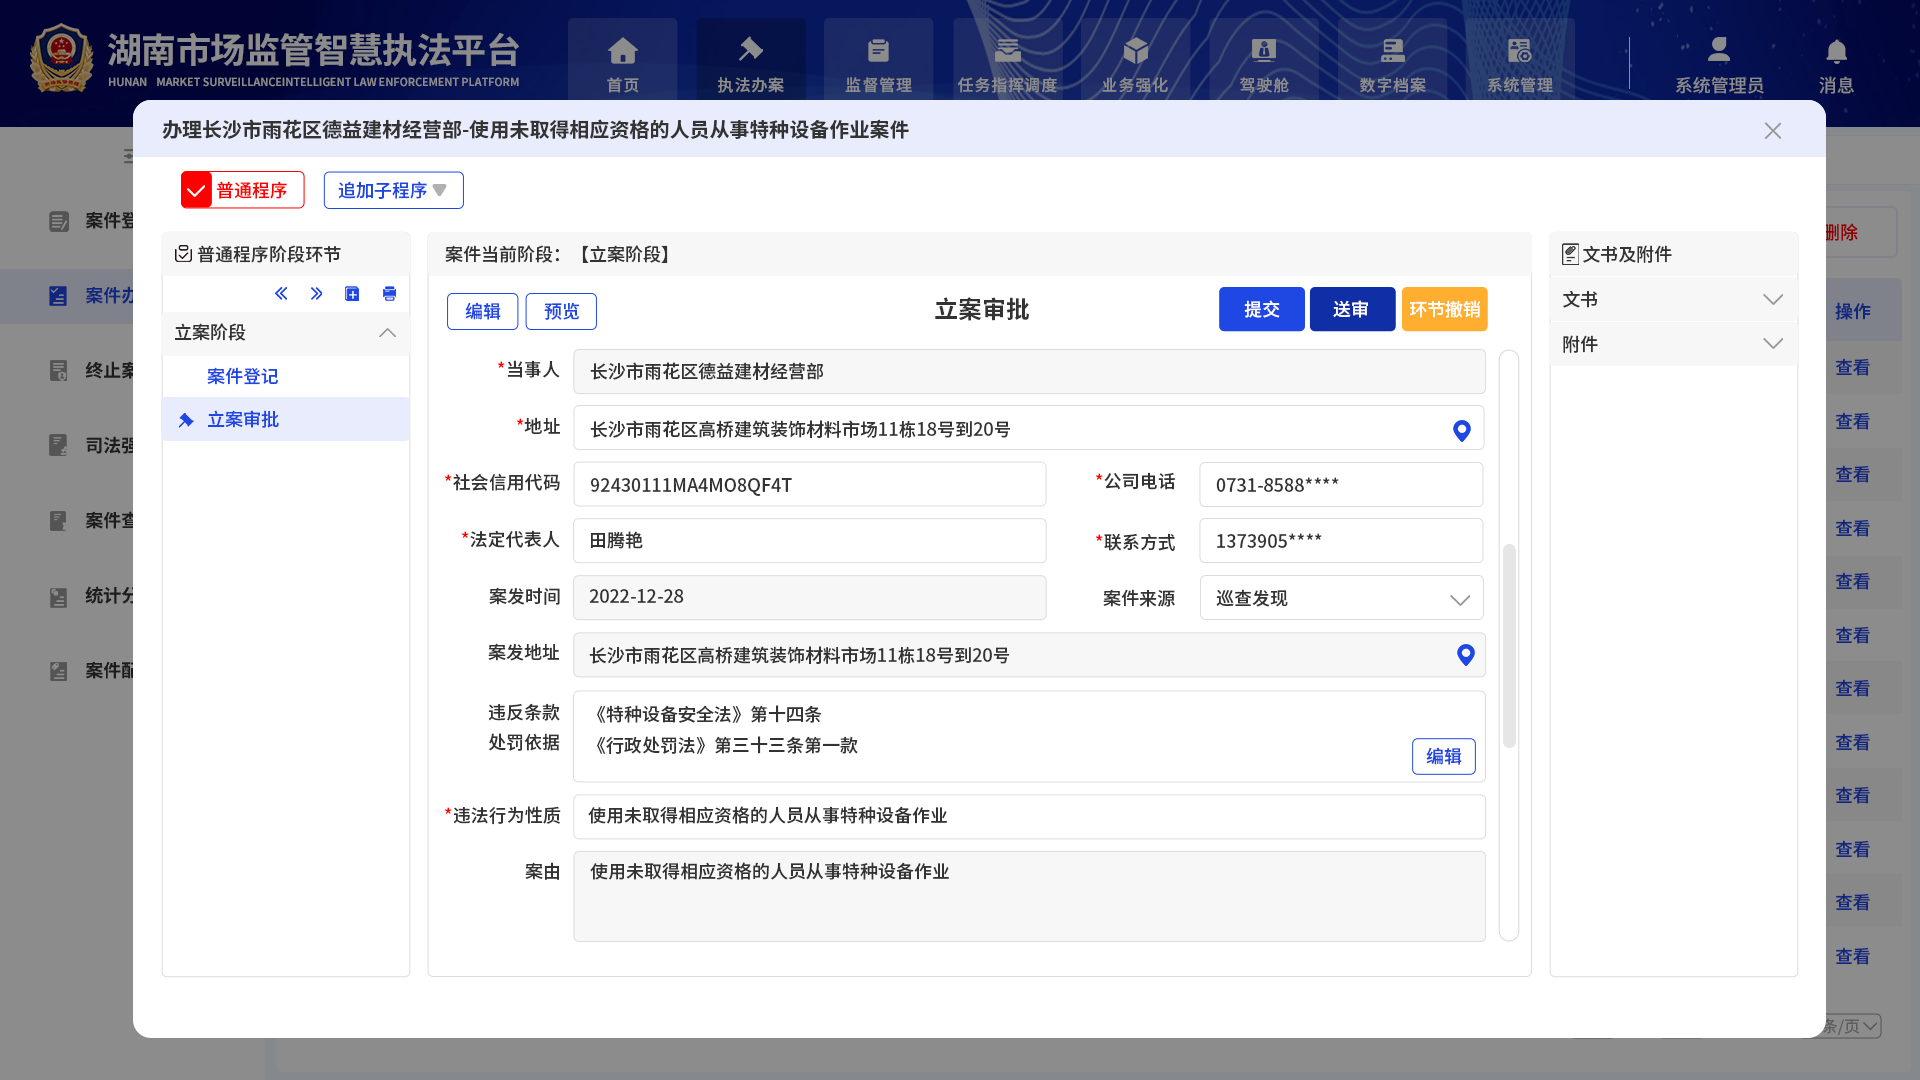 湖南市场监管智慧执法平台
HUNAN MARKET SURVEILLANCEINTELLIGENT LAW ENFORCEMENT PLATFORM
首页
执法办案
监督管理
任务指挥调度
业务强化
驾驶舱
数字档案
系统管理
系统管理员
消息
办理长沙市雨花区德益建材经营部-使用未取得相应资格的人员从事特种设备作业案件
普通程序
追加子程序
案件登
案件办
终止案
司法强
案件查
统计分
案件配
普通程序阶段环节
立案阶段
案件登记
立案审批
案件当前阶段：【立案阶段】
编辑
预览
立案审批
提交
送审
环节撤销
*当事人
长沙市雨花区德益建材经营部
*地址
长沙市雨花区高桥建筑装饰材料市场11栋18号到20号
*社会信用代码
92430111MA4MO8QF4T
*公司电话
0731-8588****
*法定代表人
田腾艳
*联系方式
1373905****
案发时间
2022-12-28
案件来源
巡查发现
案发地址
长沙市雨花区高桥建筑装饰材料市场11栋18号到20号
违反条款
处罚依据
《特种设备安全法》第十四条
《行政处罚法》第三十三条第一款
编辑
*违法行为性质
使用未取得相应资格的人员从事特种设备作业
案由
使用未取得相应资格的人员从事特种设备作业
文书及附件
文书
附件
删除
操作
查看
查看
查看
查看
查看
查看
查看
查看
查看
查看
查看
查看
条/页